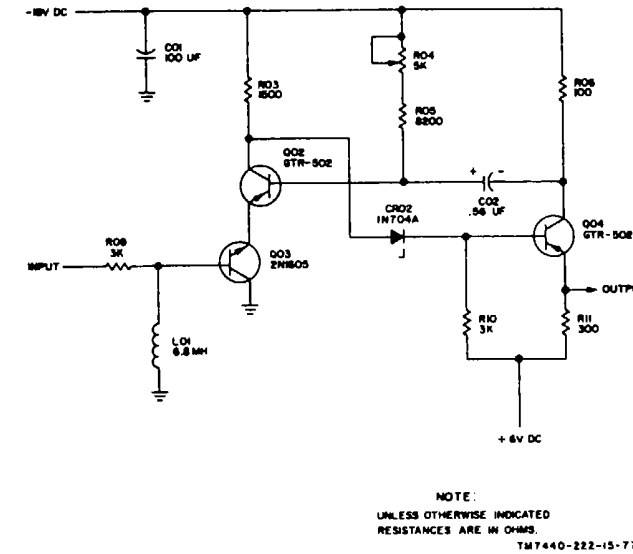 -18V DC
C01
100 UF
R03
1500
R04
5K
R05
8200
R06
100
Q02
GTR-502
+ -
C02
.56 UF
CR02
1N704A
Q04
GTR-502
R09
3K
INPUT
Q03
2N1605
L01
6.8 MH
OUTP
R10
3K
R11
300
+ 6V DC
NOTE:
UNLESS OTHERWISE INDICATED
RESISTANCES ARE IN OHMS.
TM7440-222-15-77